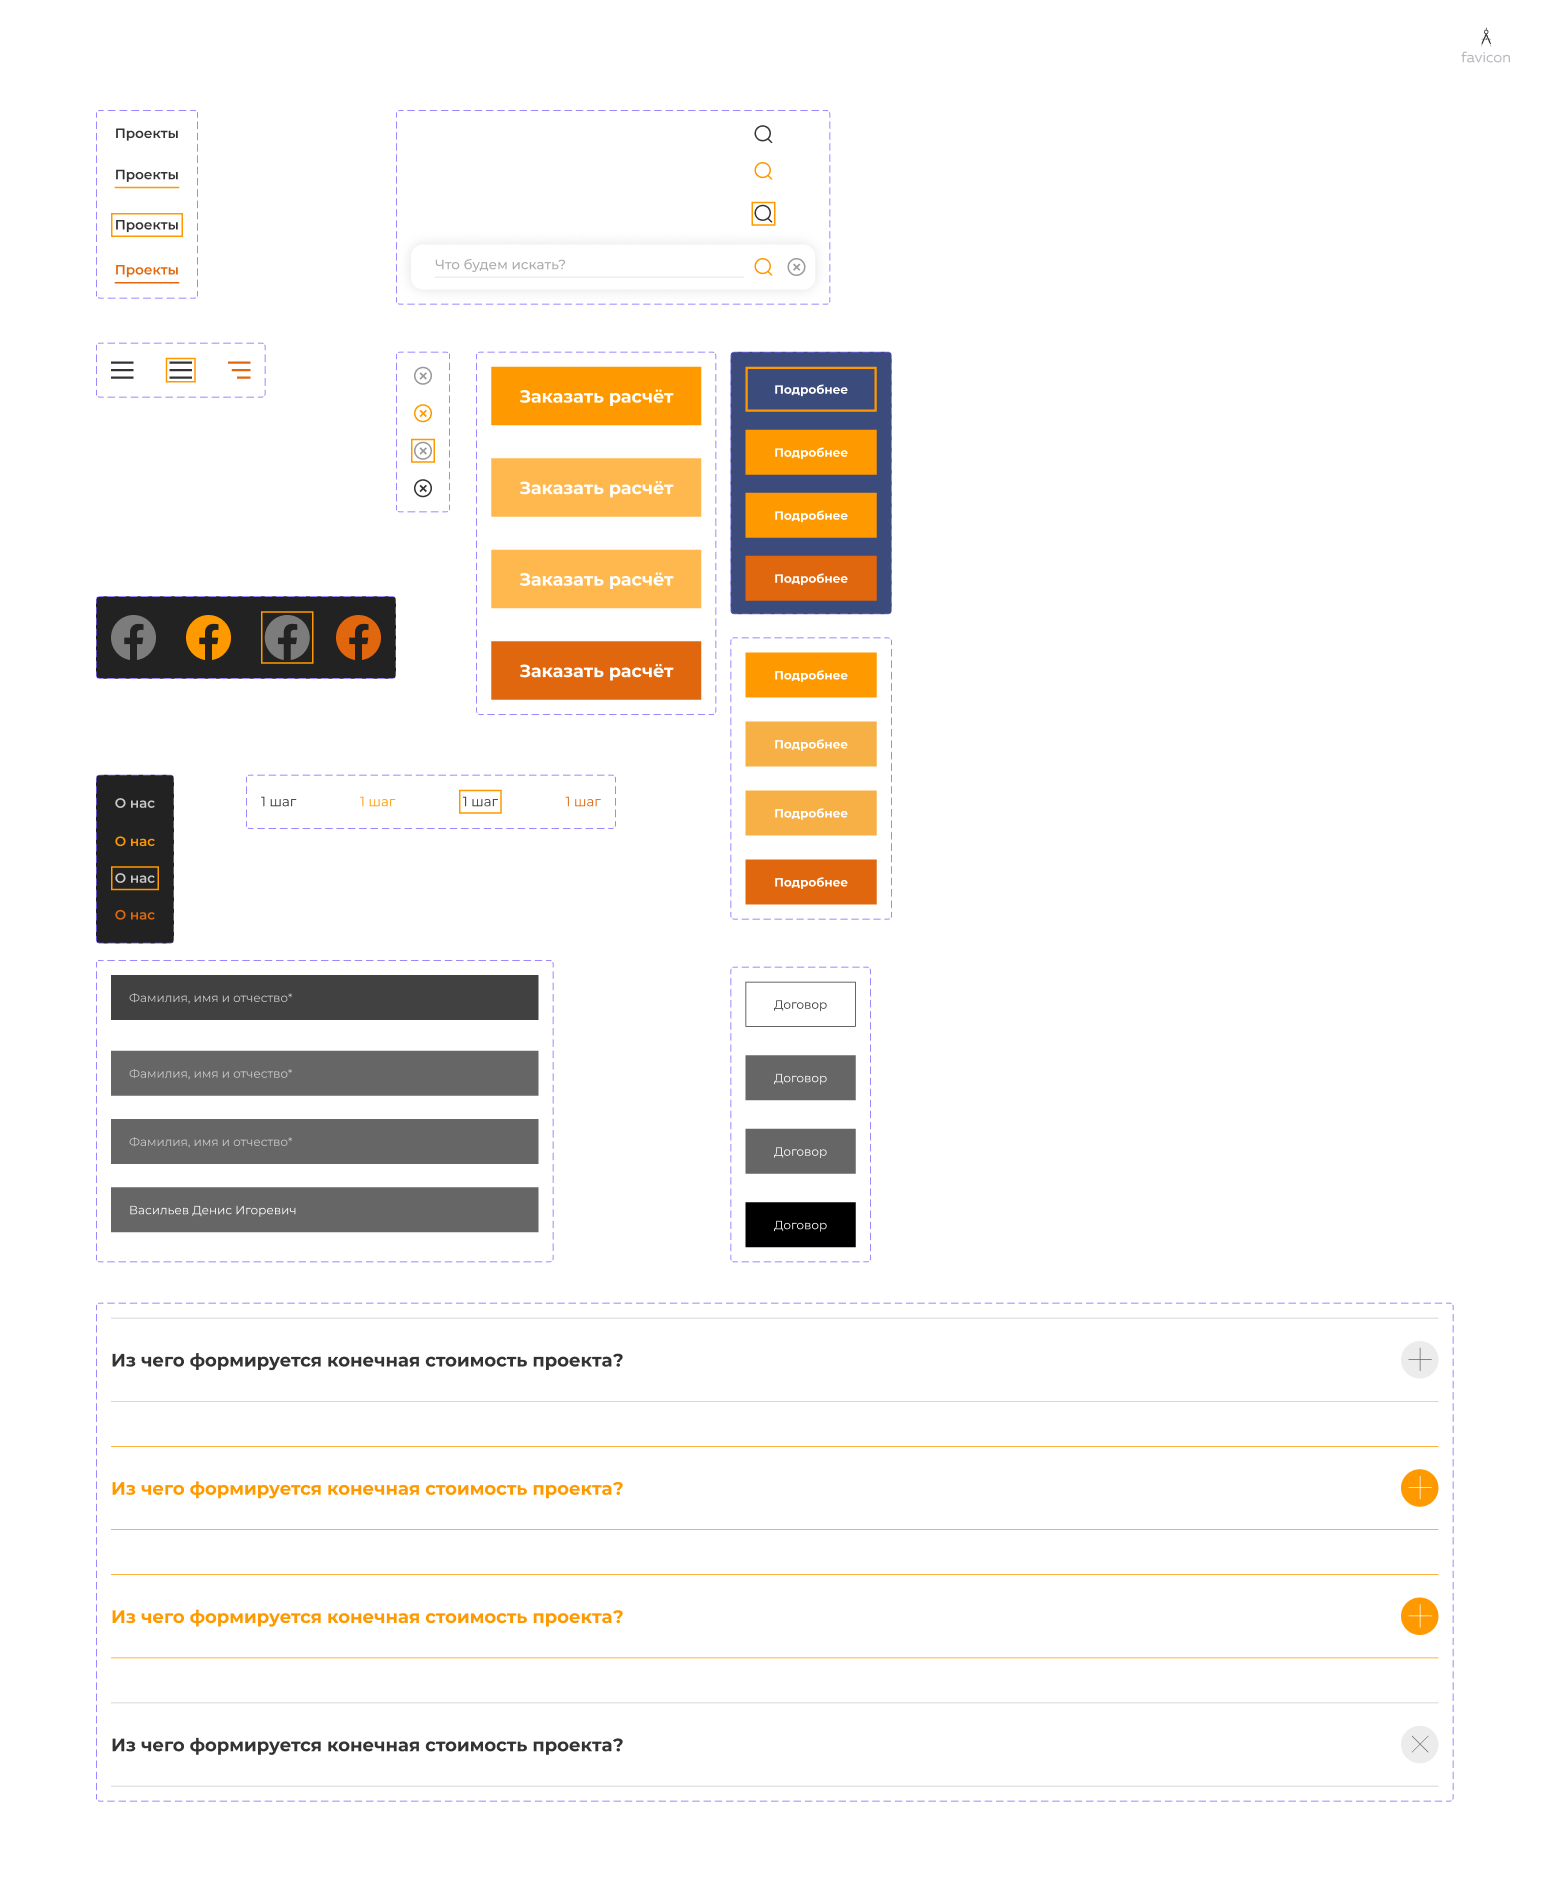 favicon
Проекты
Проекты
Проекты
Проекты
Что будем искать?
Заказать расчёт
Заказать расчёт
Заказать расчёт
Заказать расчёт
Подробнее
Подробнее
Подробнее
Подробнее
Подробнее
Подробнее
Подробнее
Подробнее
О нас
О нас
О нас
О нас
1 шаг 1 шаг 1 шаг 1 шаг
Фамилия, имя и отчество*
Фамилия, имя и отчество*
Фамилия, имя и отчество*
Васильев Денис Игоревич
Договор
Договор
Договор
Договор
Из чего формируется конечная стоимость проекта?
Из чего формируется конечная стоимость проекта?
Из чего формируется конечная стоимость проекта?
Из чего формируется конечная стоимость проекта?